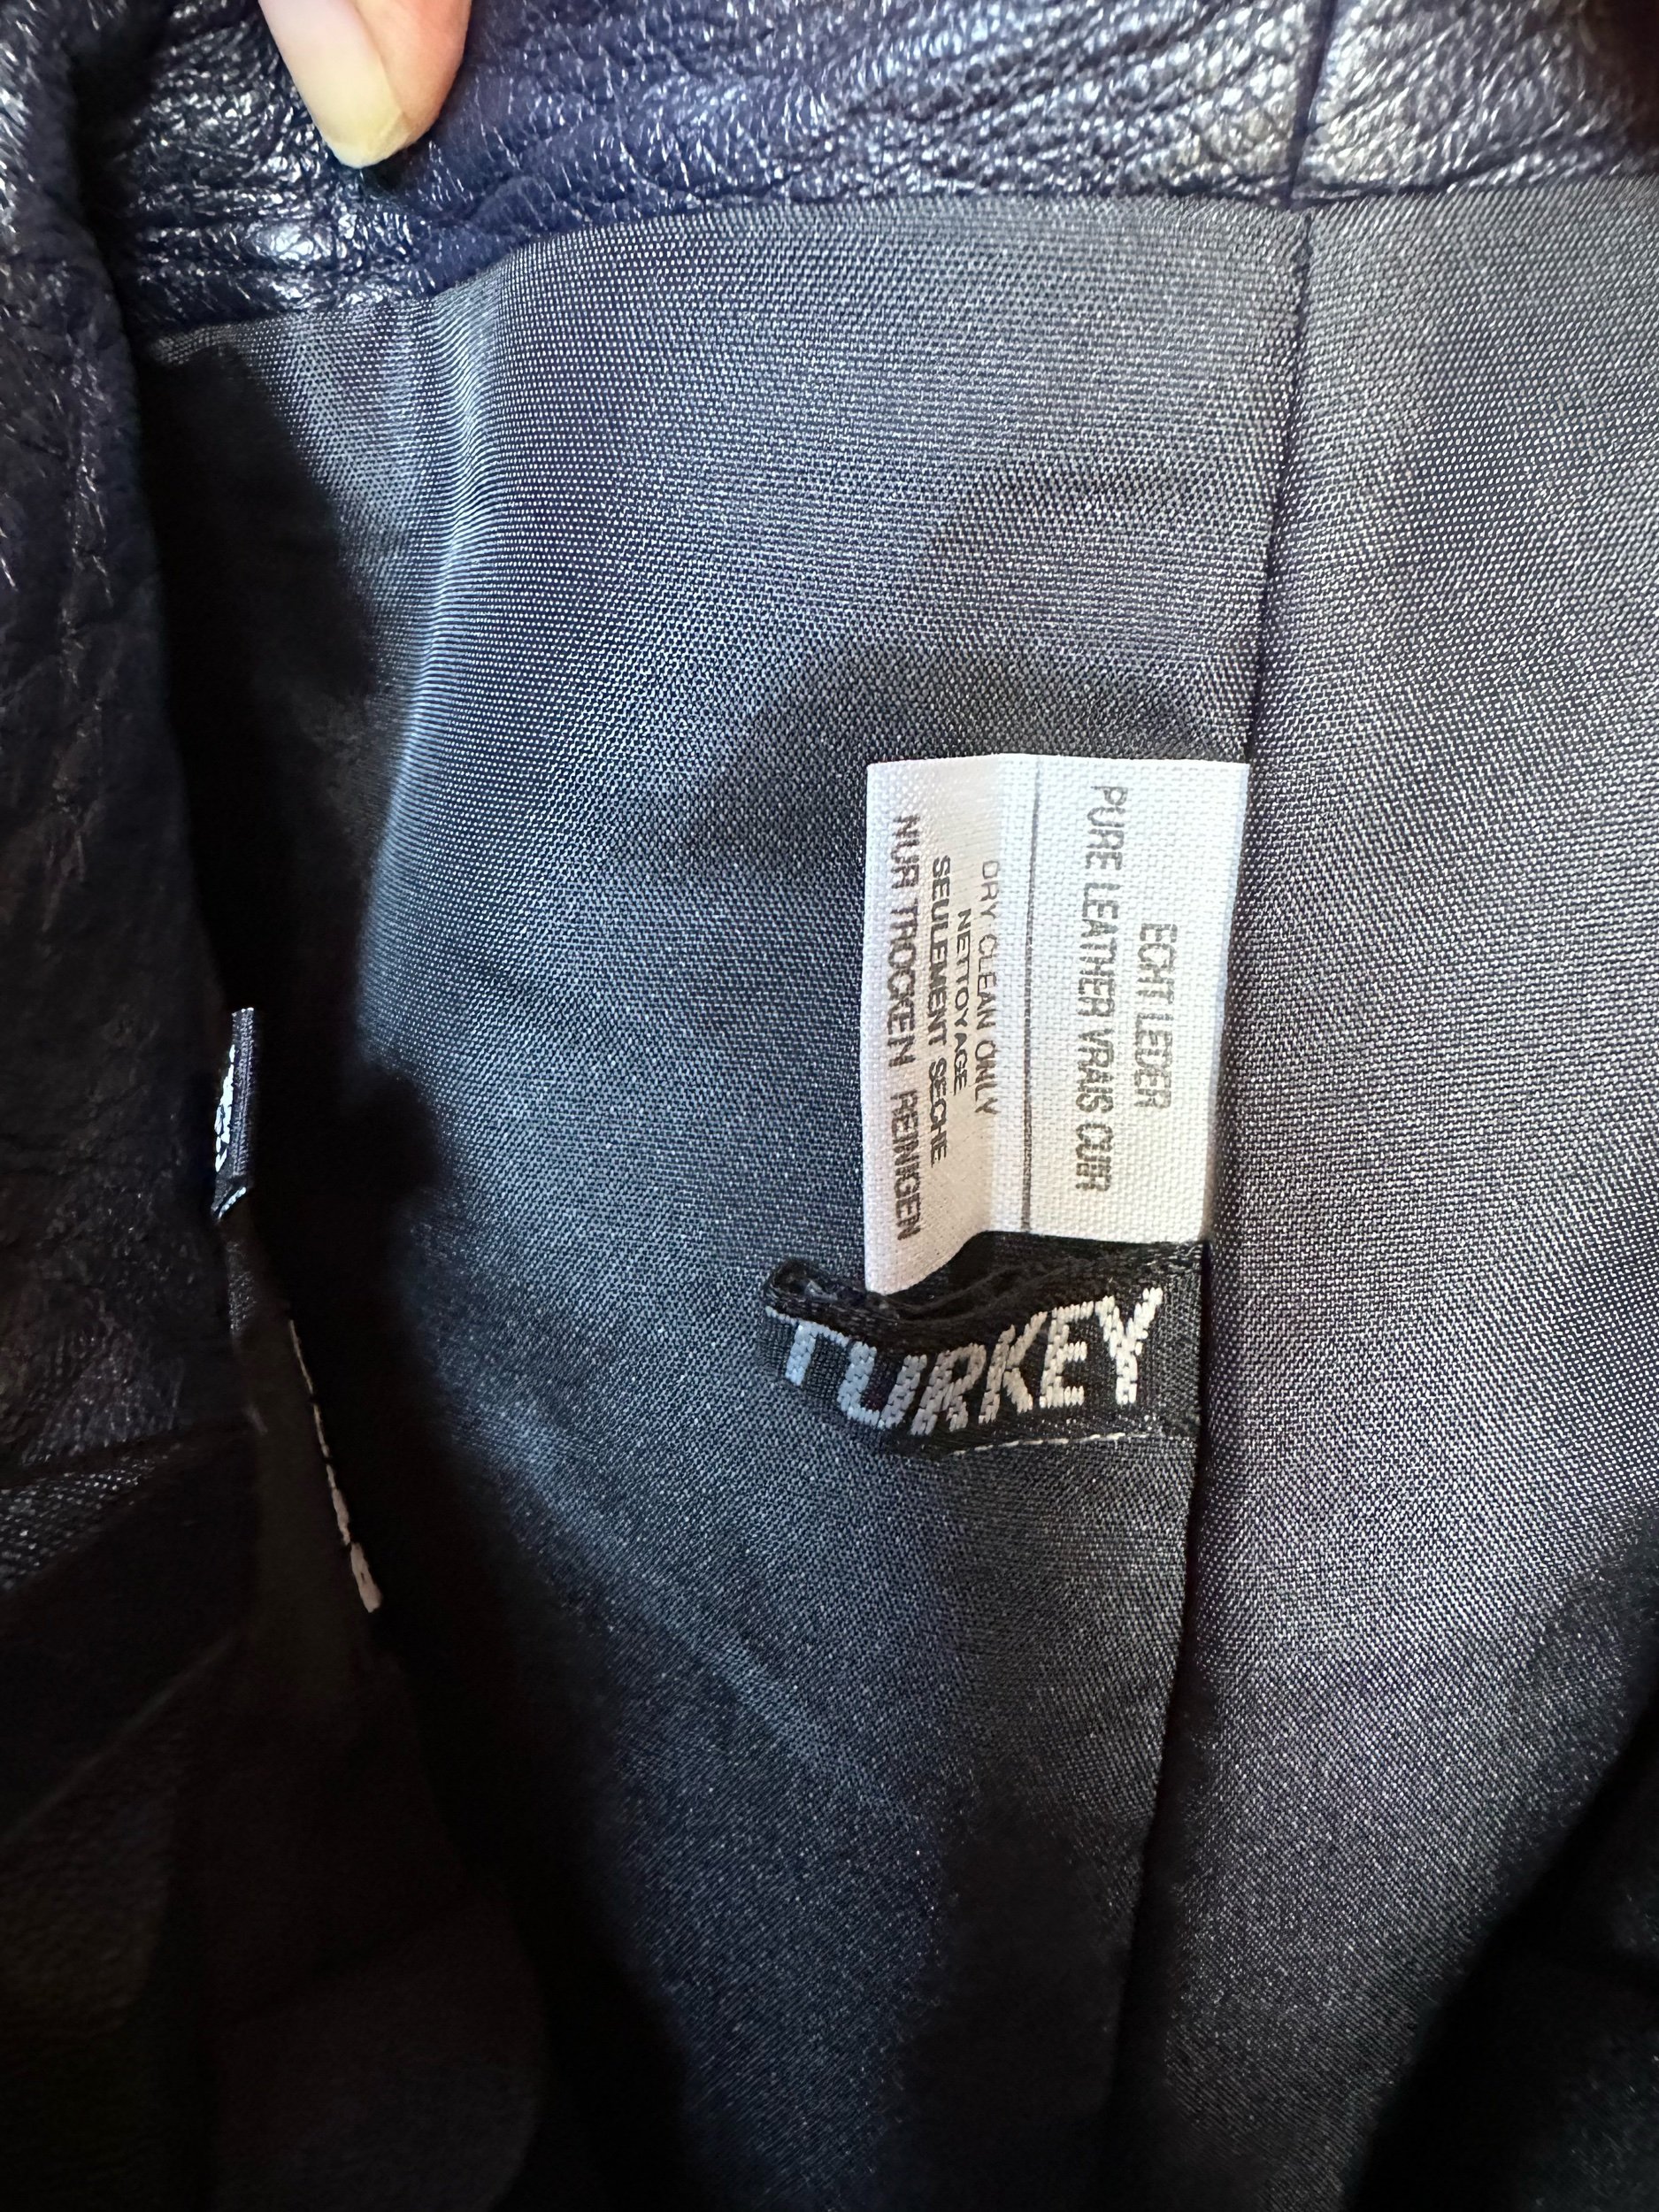 ECHT LEDER
PURE LEATHER VRAIS CUIR
DRY CLEAN ONLY
NETTOYAGE
SEULEMENT SECHE
NUR TROCKEN REINIGEN
TURKEY